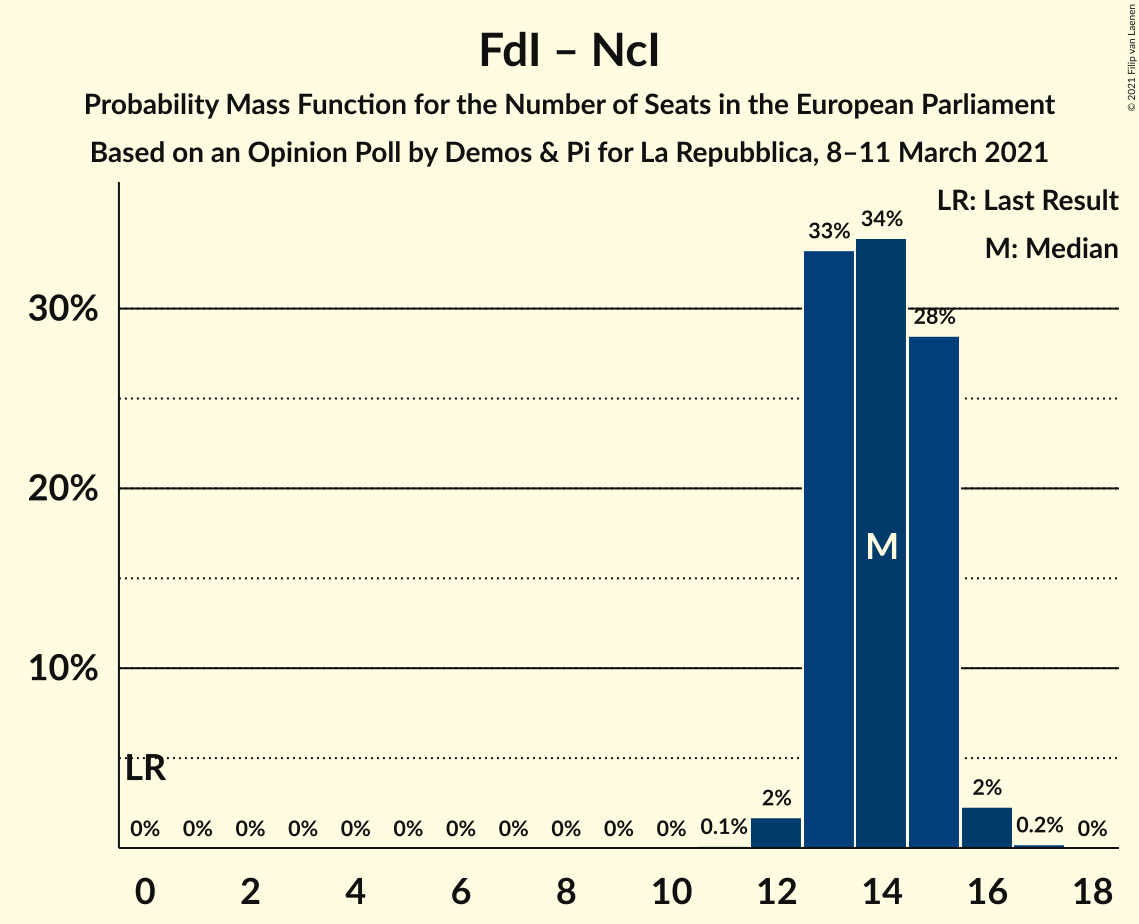 FdI – NcI
Probability Mass Function for the Number of Seats in the European Parliament
Based on an Opinion Poll by Demos & Pi for La Repubblica, 8–11 March 2021
© 2021 Filip van Laenen
LR: Last Result
M: Median
34%
33%
30%
28%
20%
M
10%
LR
2%
2%
0% 0% 0% 0% 0% 0% 0% 0% 0% 0% 0% 0.1% 0.2% 0%
0 2 4 6 8 10 12 14 16 18